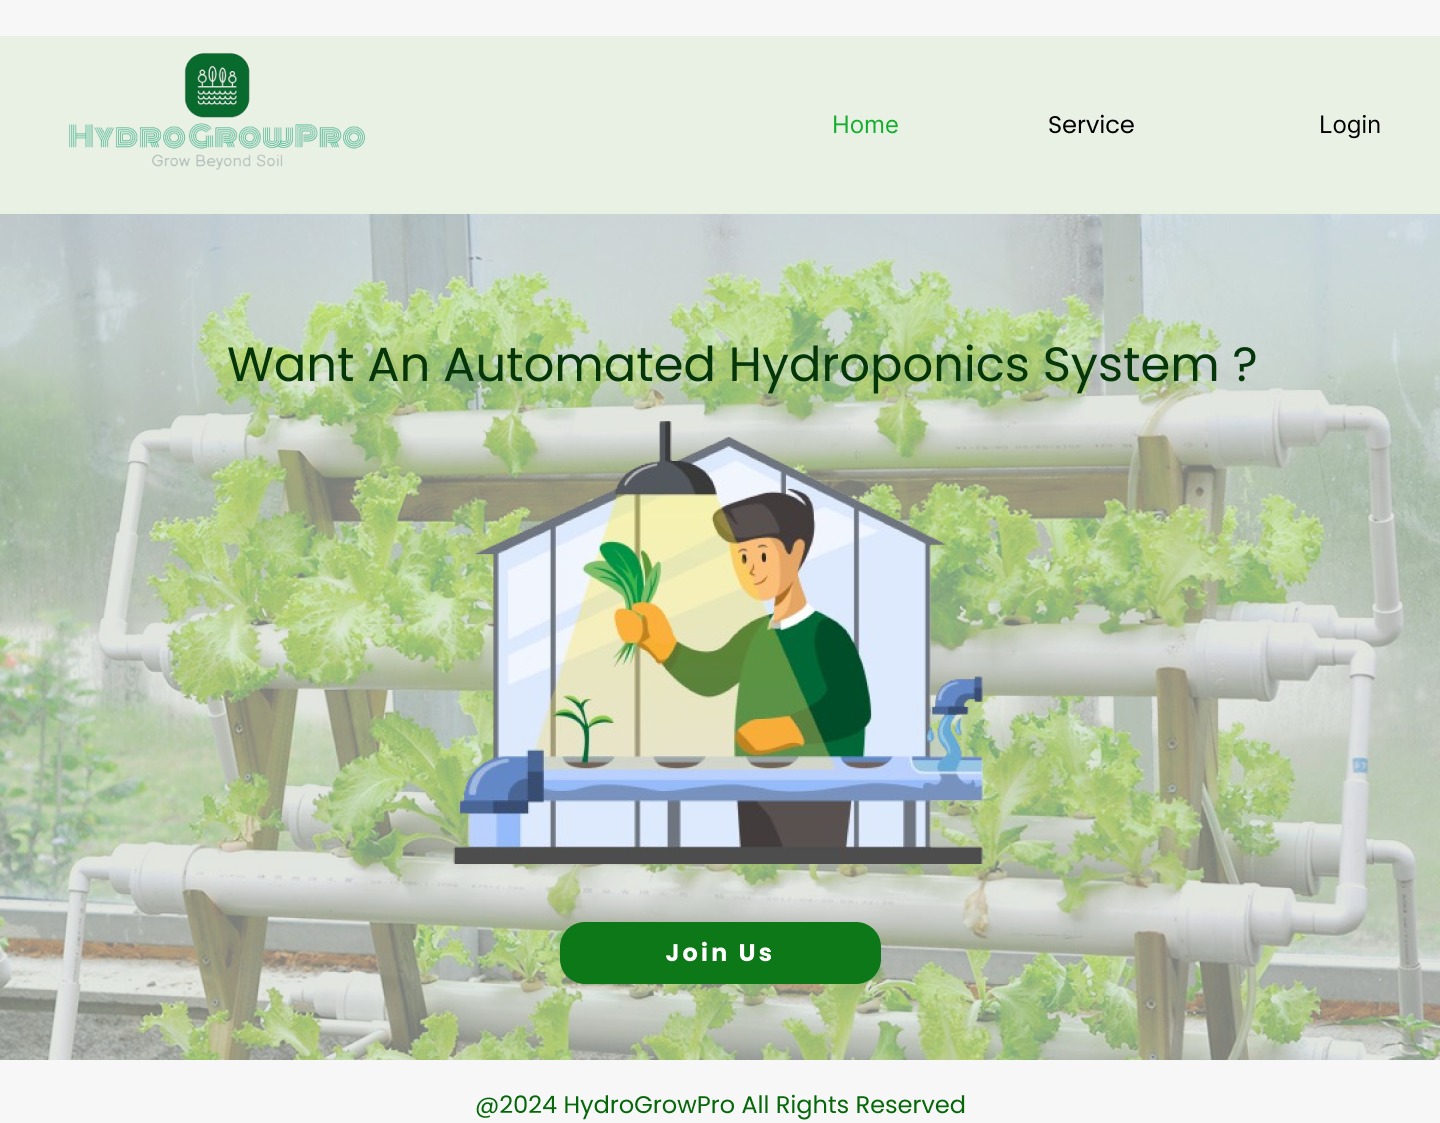 HydroGrowPro
Grow Beyond Soil
Home
Service
Login
Want An Automated Hydroponics System ?
Join Us
@2024 HydroGrowPro All Rights Reserved